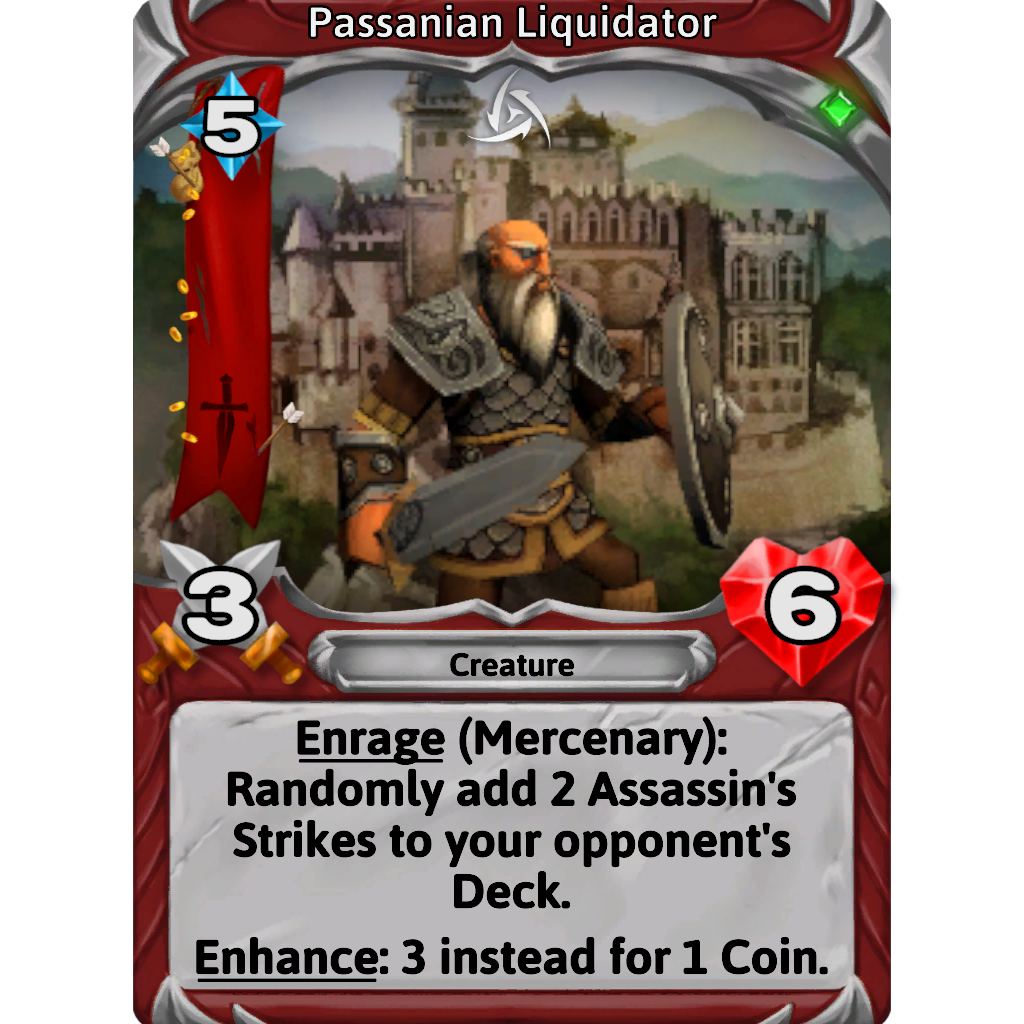 Passanian Liquidator
5
3
6
Creature
Enrage (Mercenary):
Randomly add 2 Assassin's
Strikes to your opponent's
Deck.
Enhance: 3 instead for 1 Coin.